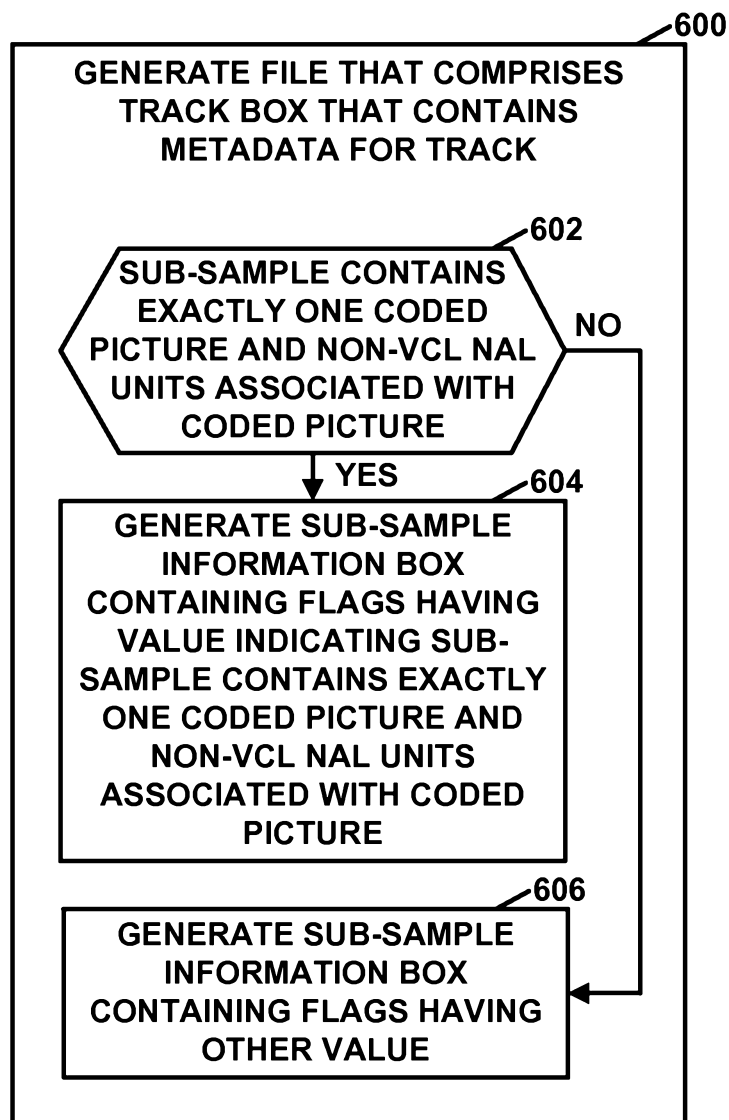 600
GENERATE FILE THAT COMPRISES
TRACK BOX THAT CONTAINS
METADATA FOR TRACK
602
SUB-SAMPLE CONTAINS
EXACTLY ONE CODED
PICTURE AND NON-VCL NAL
UNITS ASSOCIATED WITH
CODED PICTURE
NO
YES
604
GENERATE SUB-SAMPLE
INFORMATION BOX
CONTAINING FLAGS HAVING
VALUE INDICATING SUB-
SAMPLE CONTAINS EXACTLY
ONE CODED PICTURE AND
NON-VCL NAL UNITS
ASSOCIATED WITH CODED
PICTURE
606
GENERATE SUB-SAMPLE
INFORMATION BOX
CONTAINING FLAGS HAVING
OTHER VALUE